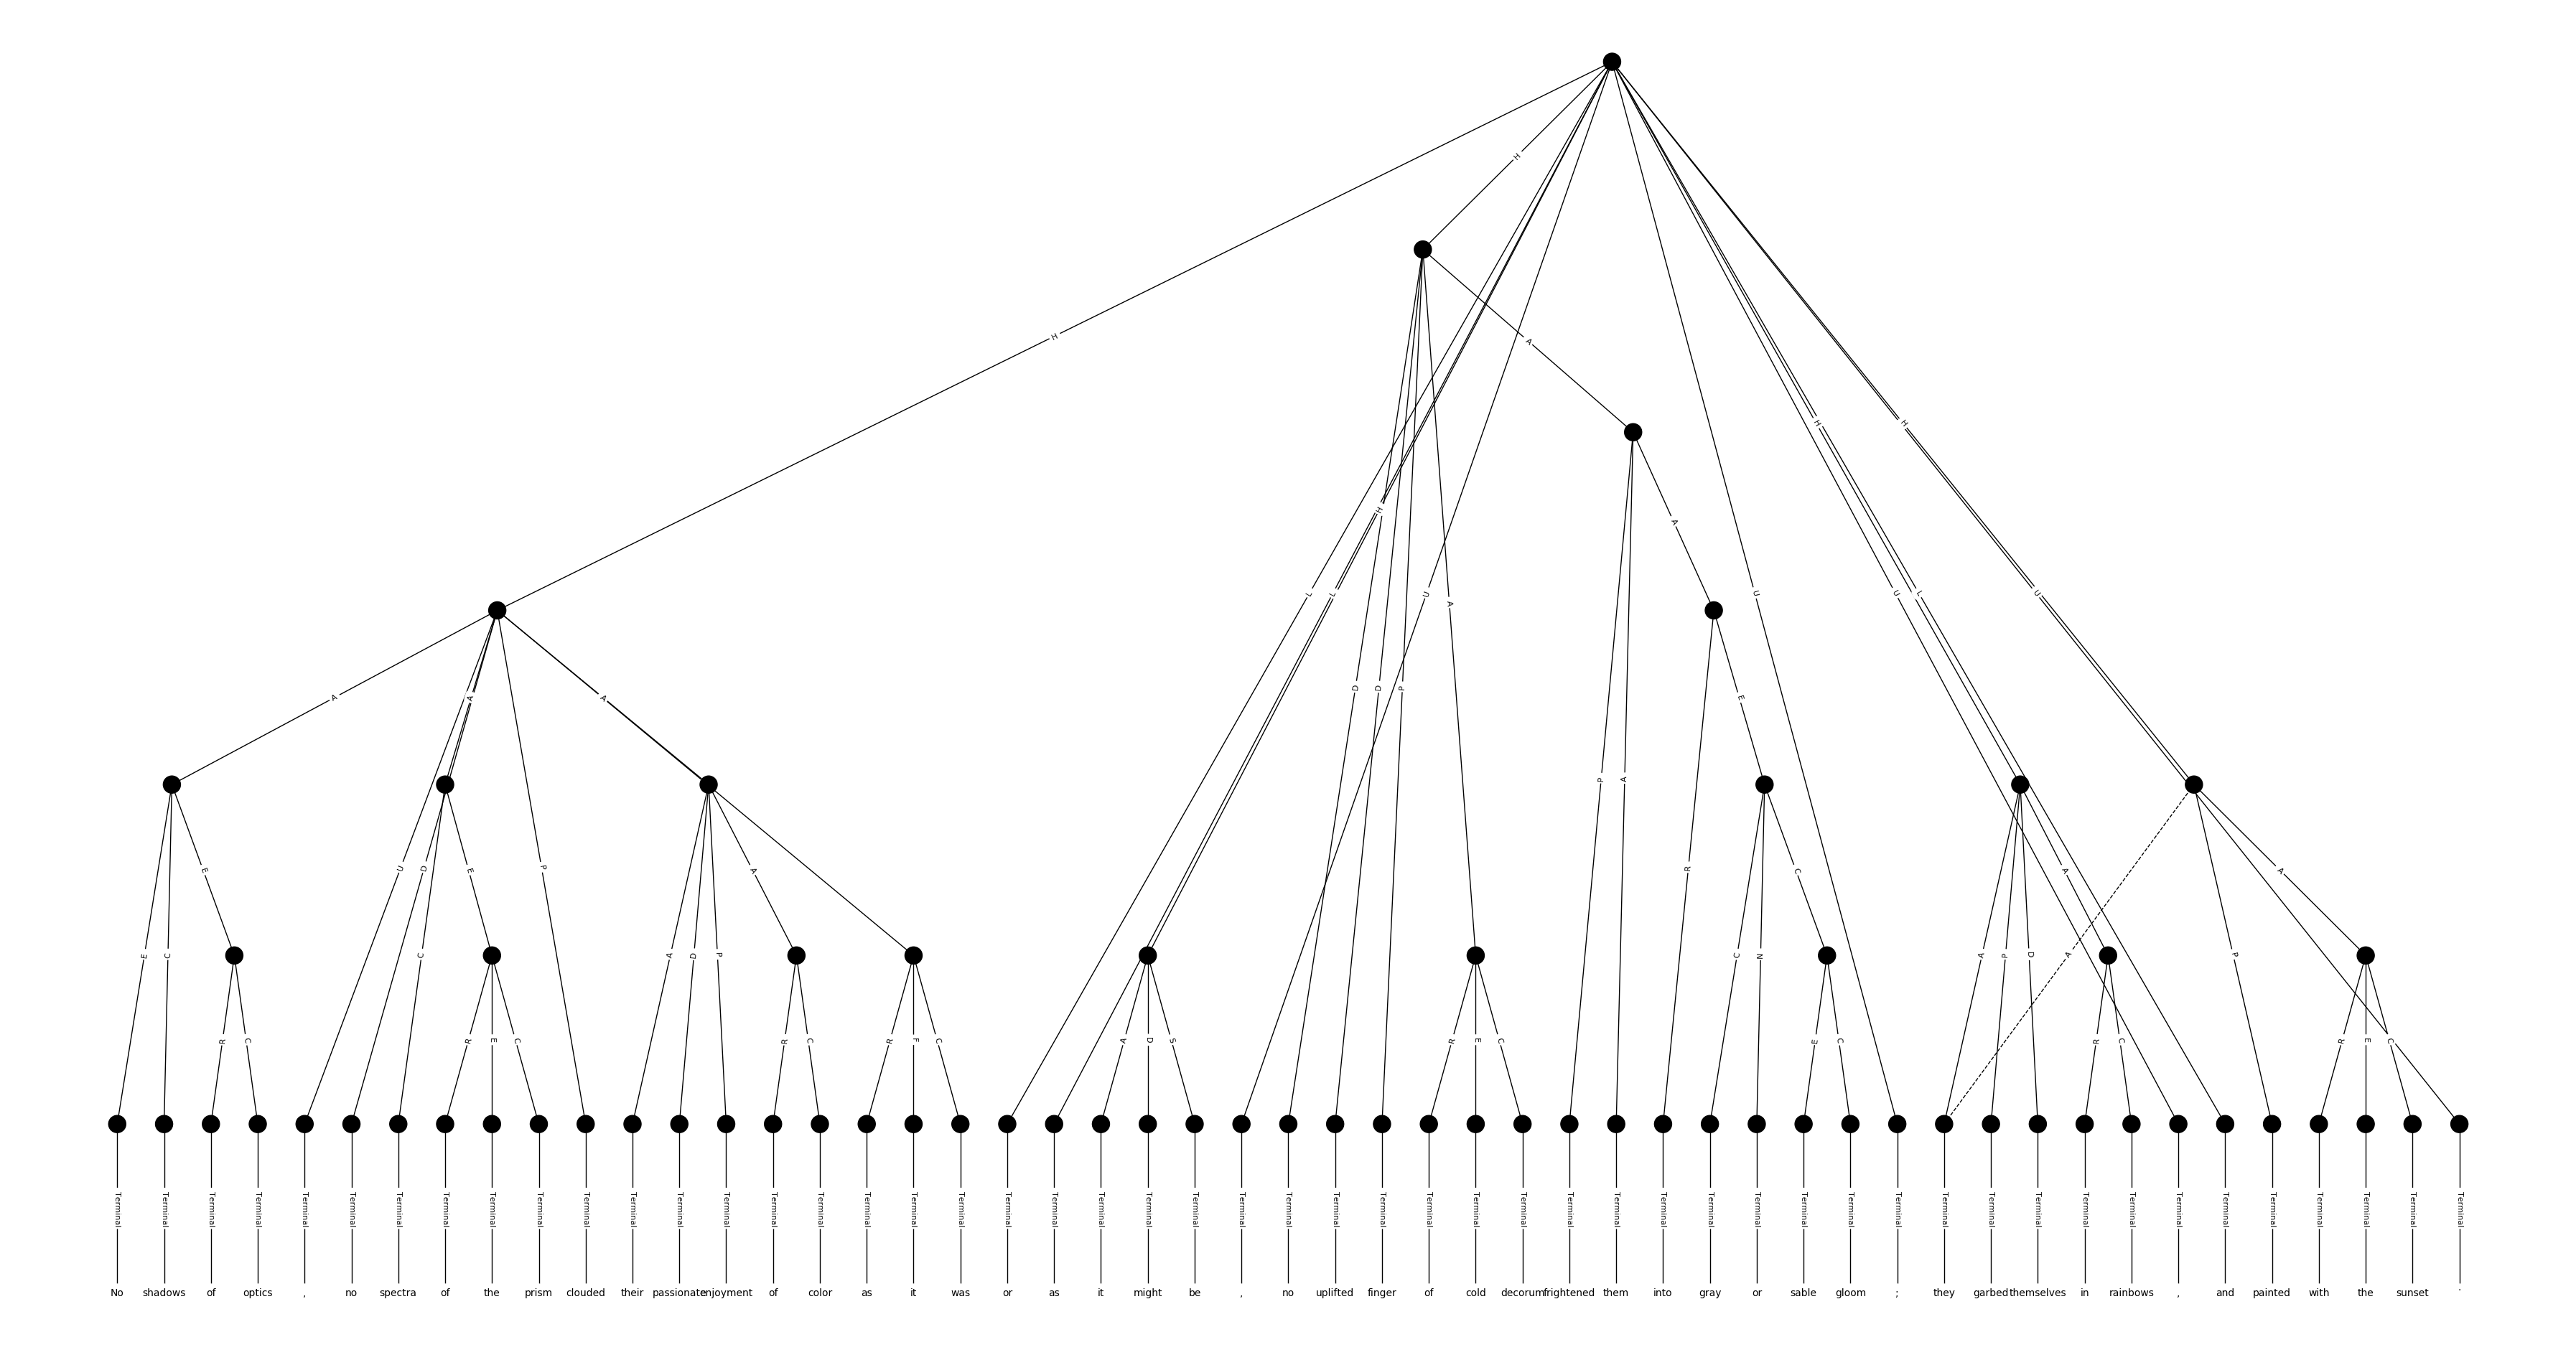 H
H
A
H H
H
A
L L U A U U L U
A A A D D P E
P A
E U D E P A R C A A
E C C A D P C N A P D A P
R C R E C R C R F C A D S R E C E C R C R E C
Terminal Terminal Terminal Terminal Terminal Terminal Terminal Terminal Terminal Terminal Terminal Terminal Terminal Terminal Terminal Terminal Terminal Terminal Terminal Terminal Terminal Terminal Terminal Terminal Terminal Terminal Terminal Terminal Terminal Terminal Terminal Terminal Terminal Terminal Terminal Terminal Terminal Terminal Terminal Terminal Terminal Terminal Terminal Terminal Terminal Terminal Terminal Terminal Terminal Terminal Terminal
No shadows of optics , no spectra of the prism clouded their passionate enjoyment of color as it was or as it might be , no uplifted finger of cold decorum frightened them into gray or sable gloom ; they garbed themselves in rainbows , and painted with the sunset .